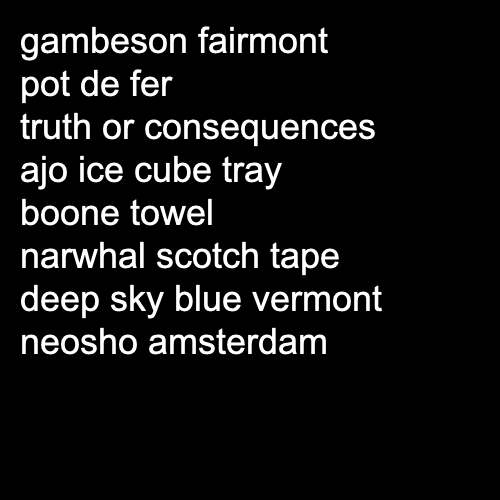 gambeson fairmont
pot de fer
truth or consequences
ajo ice cube tray
boone towel
narwhal scotch tape
deep sky blue vermont
neosho amsterdam